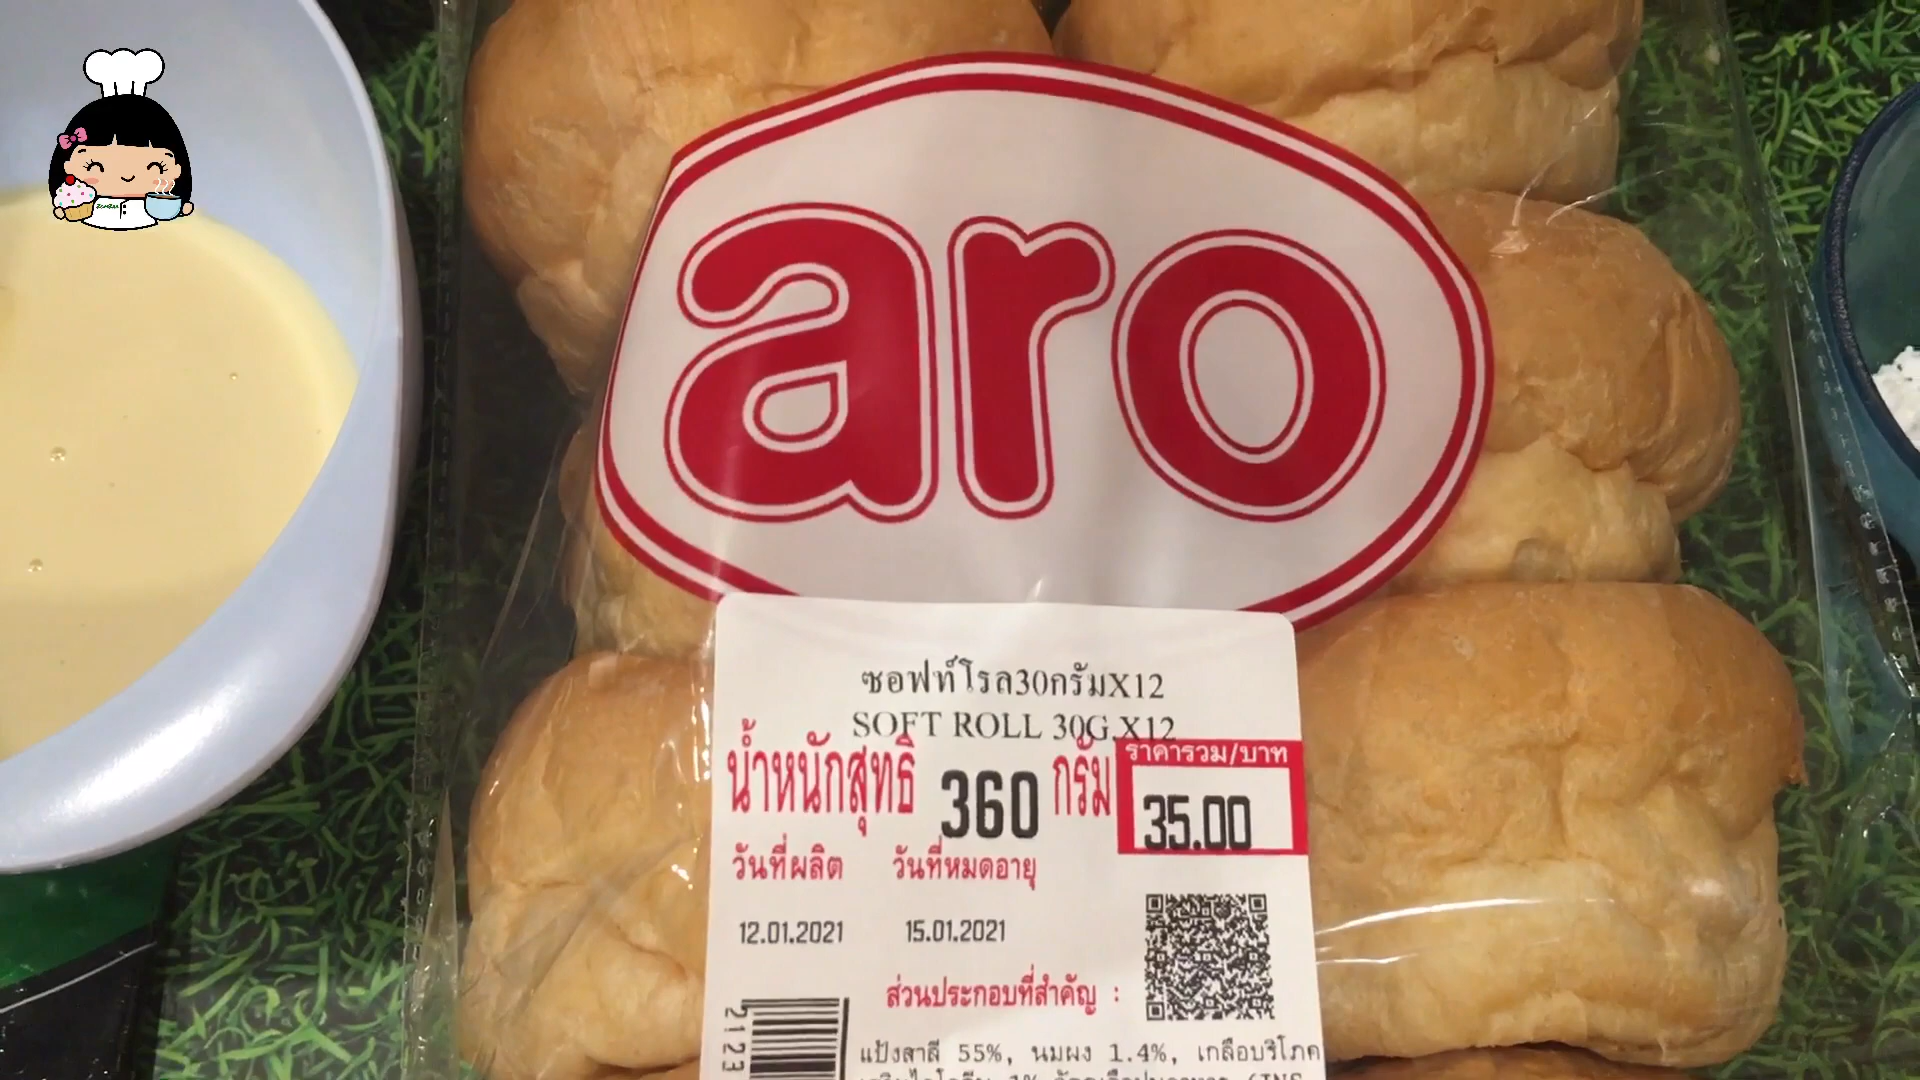 aro
ซอฟท์โรล30กรัมX12
SOFT ROLL 30G.X12
น้ำหนักสุทธิ 360 กรัม
ราคารวม/บาท
35.00
วันที่ผลิต วันที่หมดอายุ
12.01.2021 15.01.2021
ส่วนประกอบที่สำคัญ :
2123
แป้งสาลี 55%, นมผง 1.4%, เกลือบริโภค